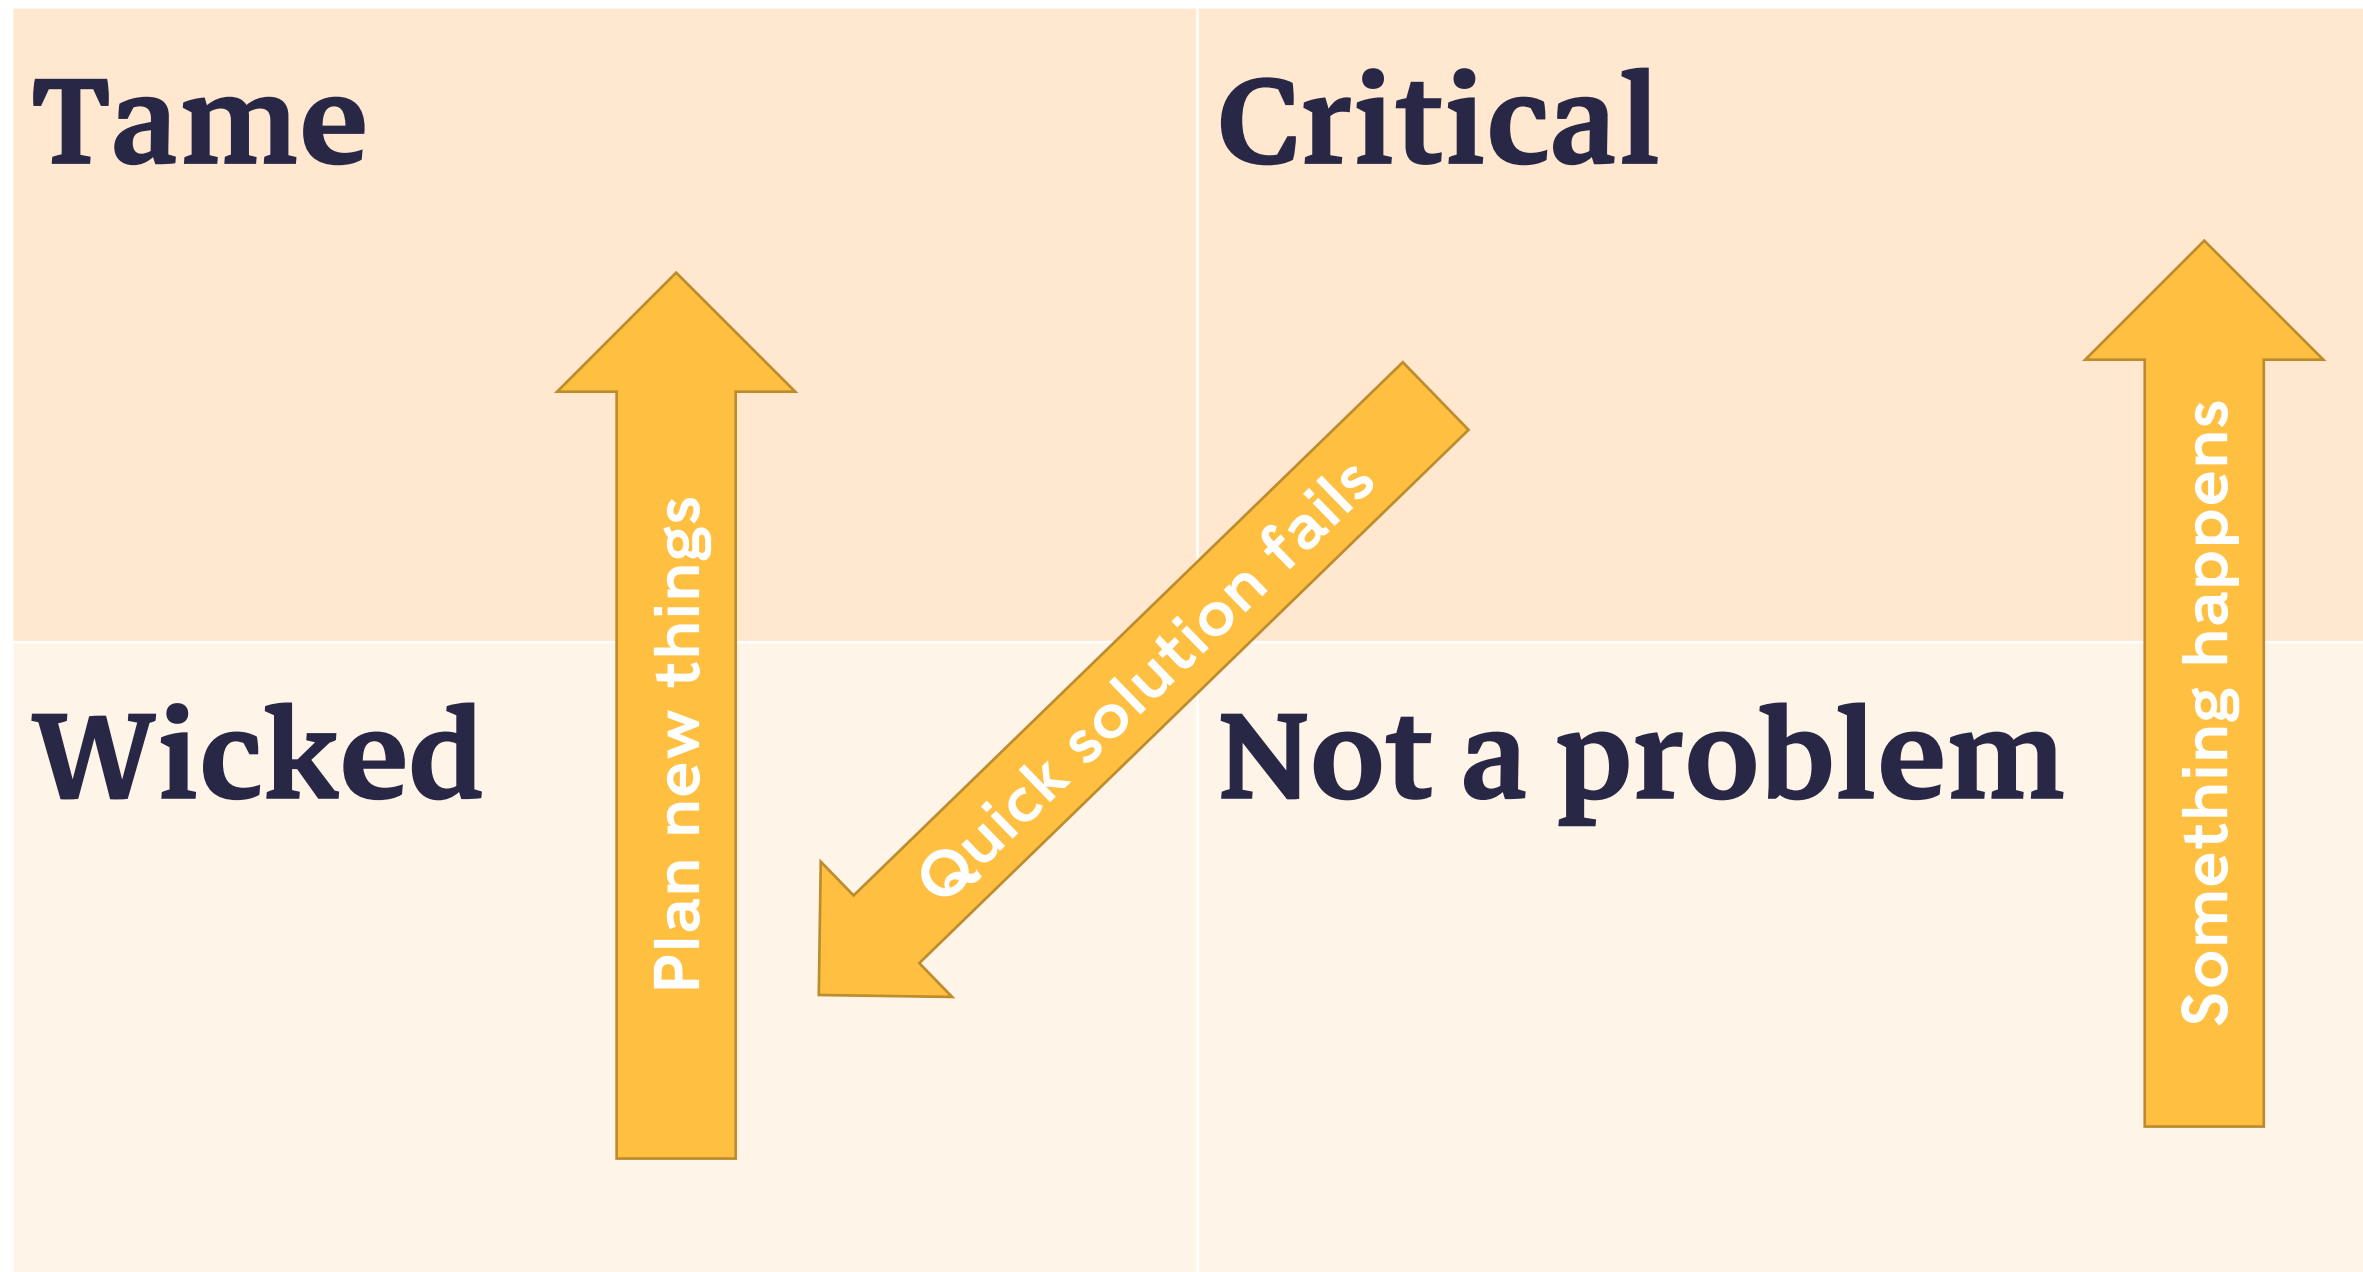 Tame
Critical
Plan new things
Quick solution fails
Something happens
Wicked
Not a problem